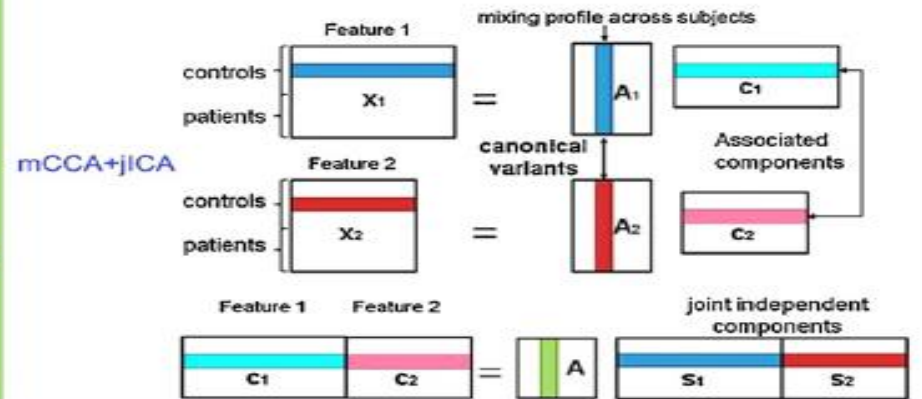 mixing profile across subjects
Feature 1
controls
patients
X1
=
A1
C1
canonical
variants
Associated
components
mCCA+jICA
Feature 2
controls
patients
X2
=
A2
C2
Feature 1
Feature 2
joint independent
components
C1
C2
=
A
S1
S2